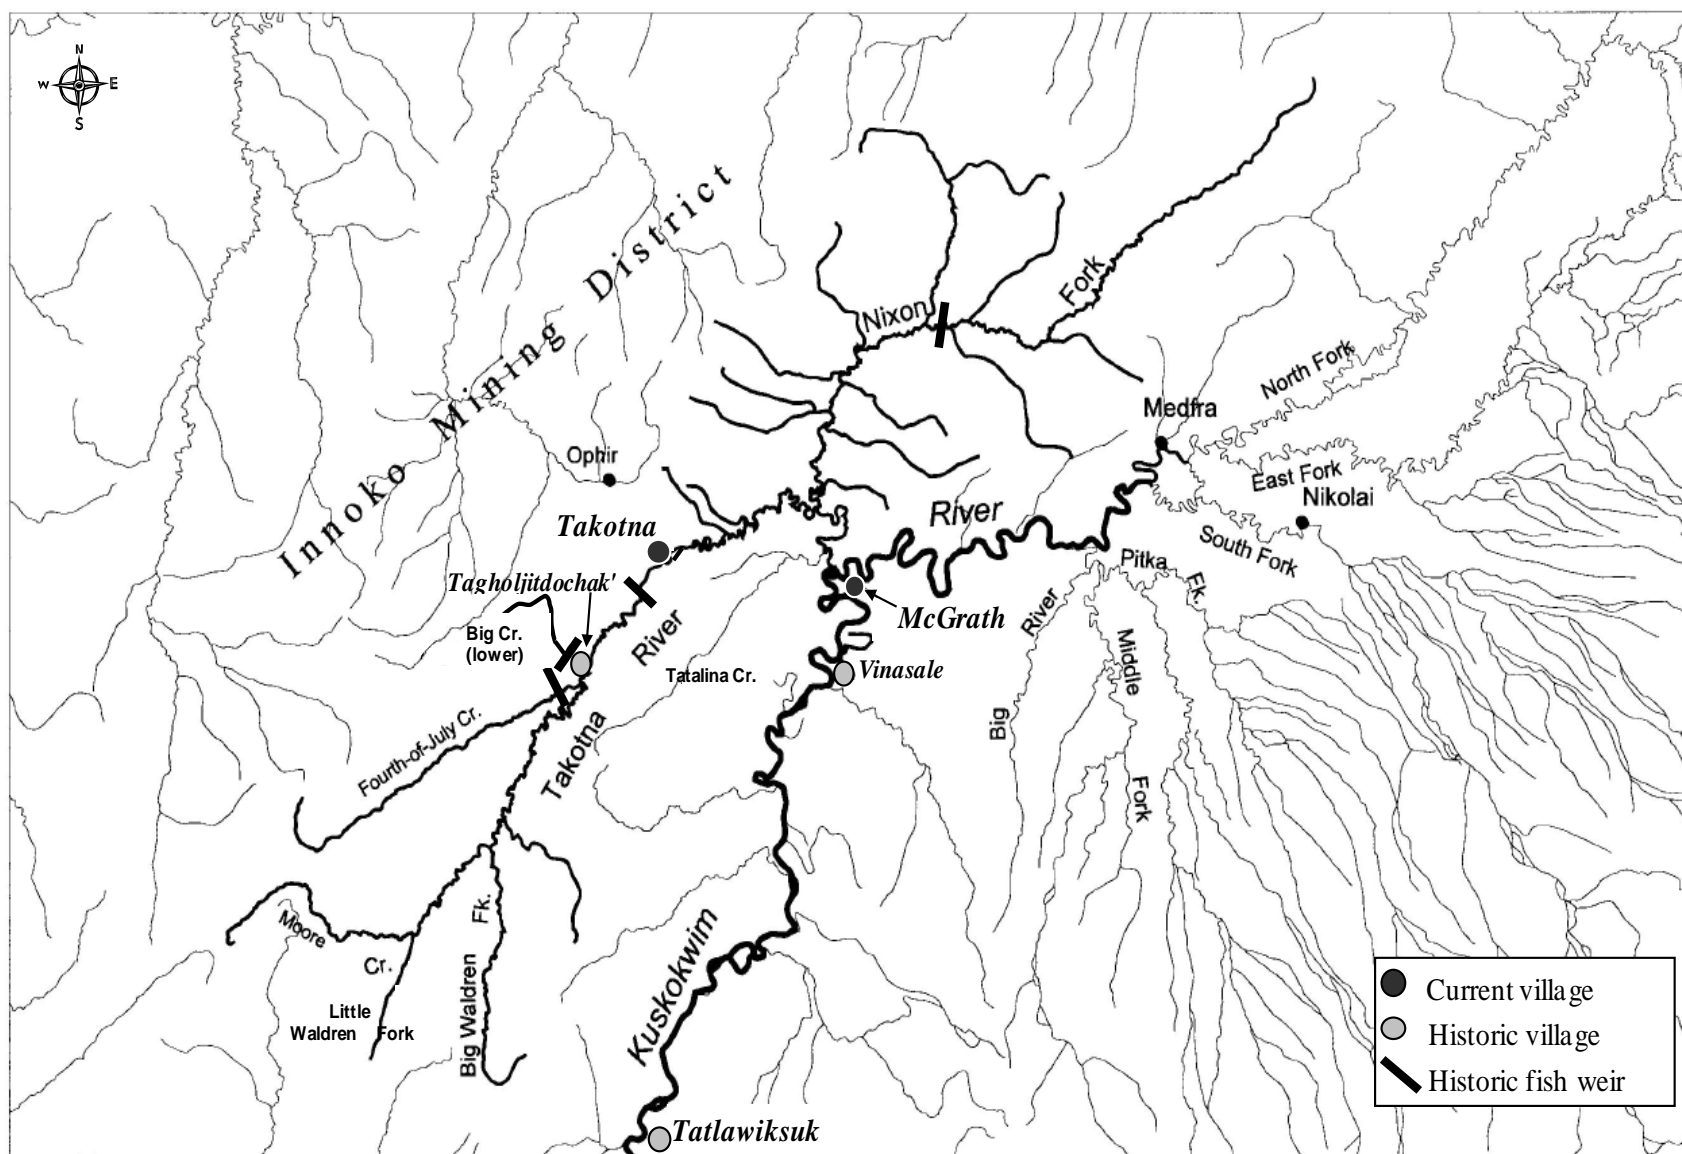 N
W E
S
Innoko Mining District
Nixon
Fork
North Fork
Medfra
East Fork
Nikolai
South Fork
Ophir
River
Takotna
Pitka
Fk.
Tagholjitdochak'
River
McGrath
Big Cr.
(lower)
River
Middle
Tatalina Cr.
Vinasale
Big
Fourth-of-July Cr.
Takotna
Fork
Moore
Cr.
Fk.
Big Waldren
Little
Waldren Fork
Kuskokwim
Tatlawiksuk
Current village
Historic village
Historic fish weir